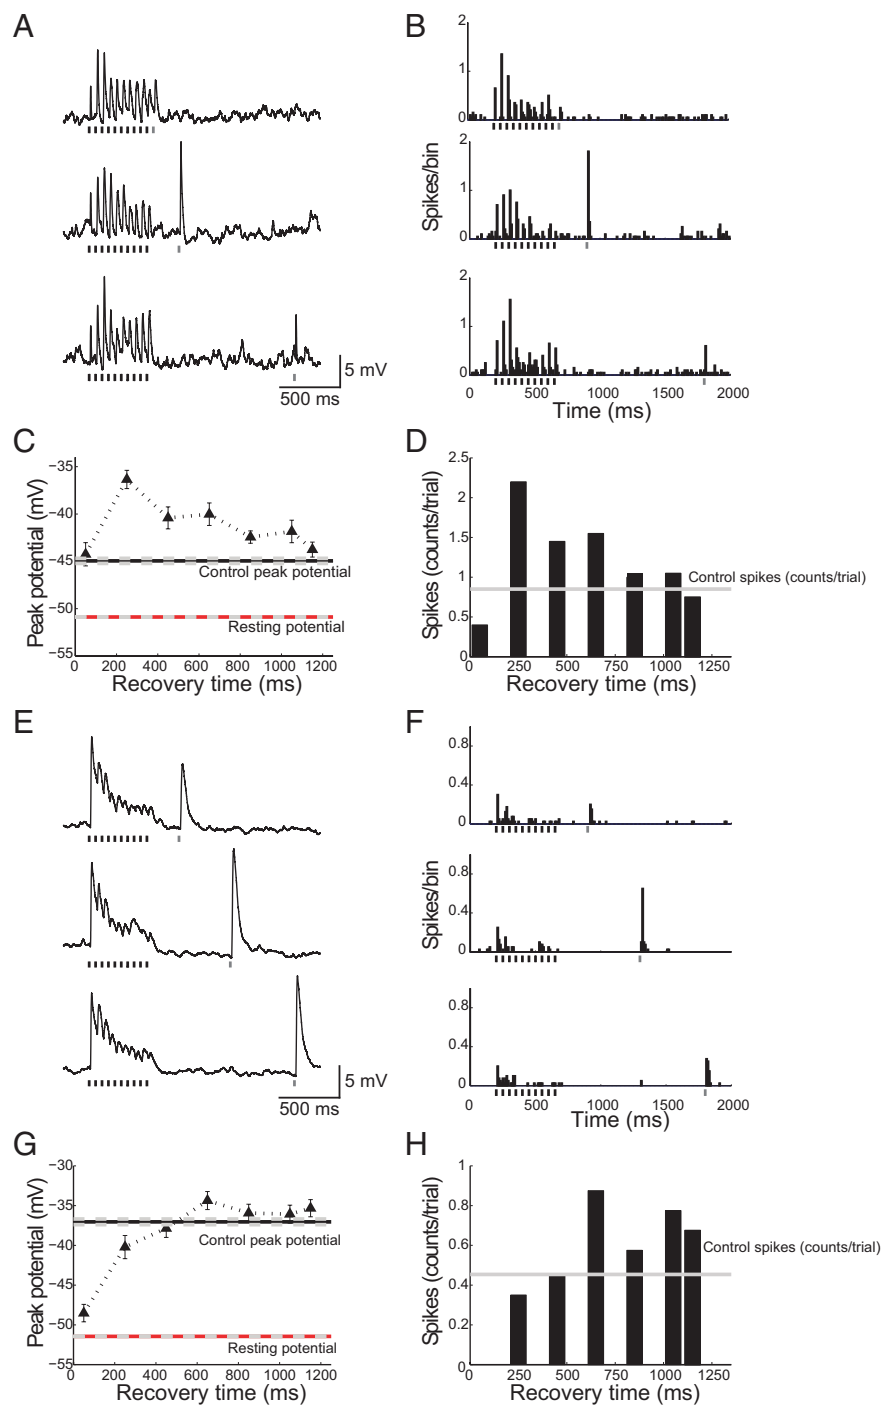 A
B
2
1
0
2
Spikes/bin
1
0
2
1
5 mV
0
500 ms
0
500
1000
1500
2000
Time (ms)
C
D
−35
−40
−45
−50
−55
Peak potential (mV)
Control peak potential
Resting potential
0
200
400
600
800
1000
1200
Recovery time (ms)
2.5
2
1.5
1
0.5
0
Spikes (counts/trial)
Control spikes (counts/trial)
0
250
500
750
1000
1250
Recovery time (ms)
E
F
0.8
0.4
0
0.8
Spikes/bin
0.4
0
0.8
0.4
5 mV
0
500 ms
0
500
1000
1500
2000
Time (ms)
G
H
−30
−35
−40
−45
−50
−55
Peak potential (mV)
Control peak potential
Resting potential
0
200
400
600
800
1000
1200
Recovery time (ms)
1
0.8
0.6
0.4
0.2
0
Spikes (counts/trial)
Control spikes (counts/trial)
0
250
500
750
1000
1250
Recovery time (ms)